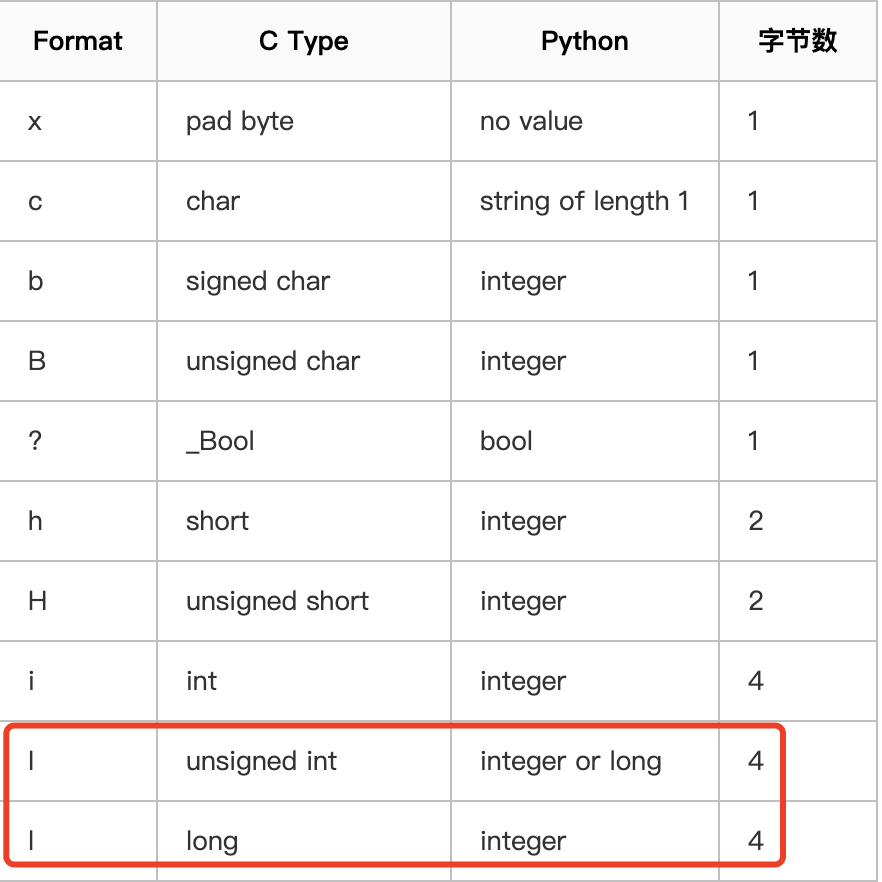 Format C Type Python 字节数
x pad byte no value 1
c char string of length 1 1
b signed char integer 1
B unsigned char integer 1
? _Bool bool 1
h short integer 2
H unsigned short integer 2
i int integer 4
I unsigned int integer or long 4
l long integer 4